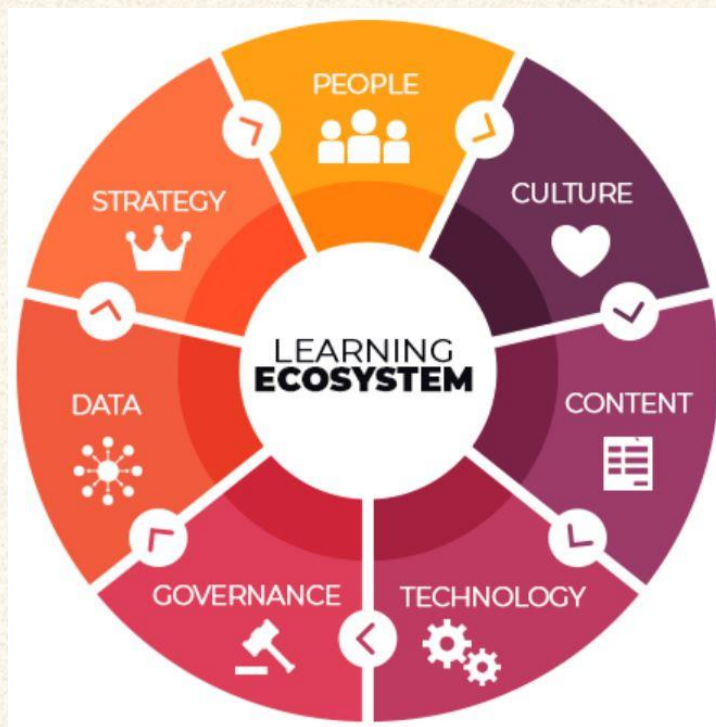 PEOPLE
CULTURE
CONTENT
TECHNOLOGY
GOVERNANCE
DATA
STRATEGY
LEARNING
ECOSYSTEM